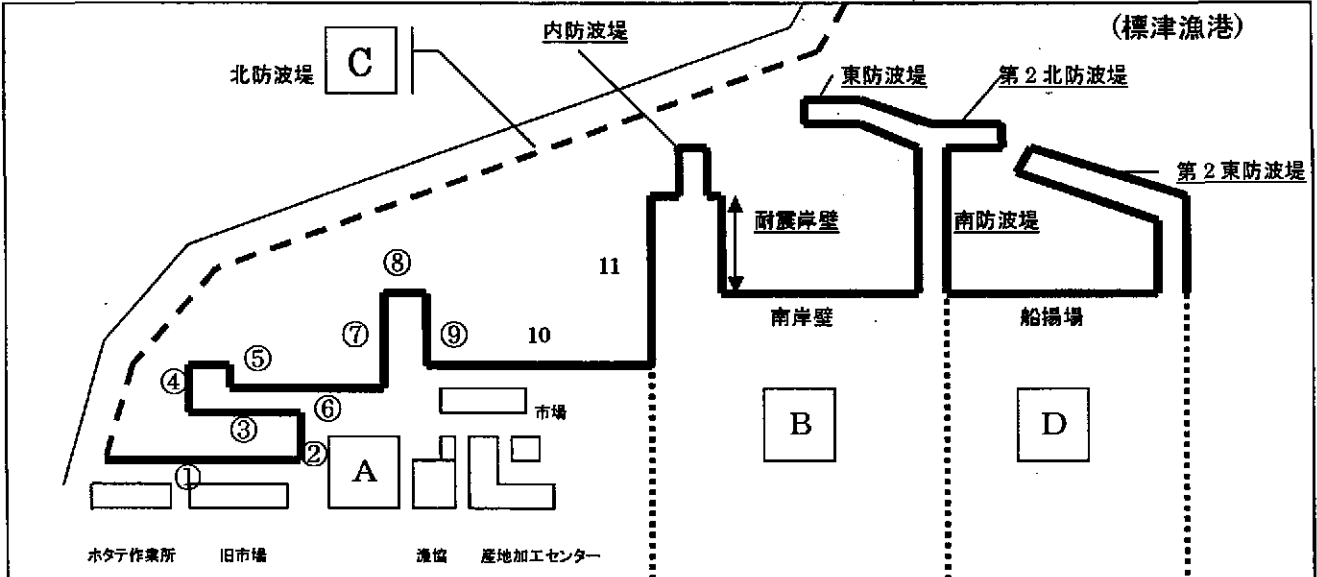 (標津漁港)
内防波堤
北防波堤
C
東防波堤
第2北防波堤
第2東防波堤
耐震岸壁
南防波堤
⑧
11
南岸壁
船揚場
⑦
⑨
10
⑤
④
⑥
市場
③
B
D
②
A
①
ホタテ作業所
旧市場
漁協
産地加工センター